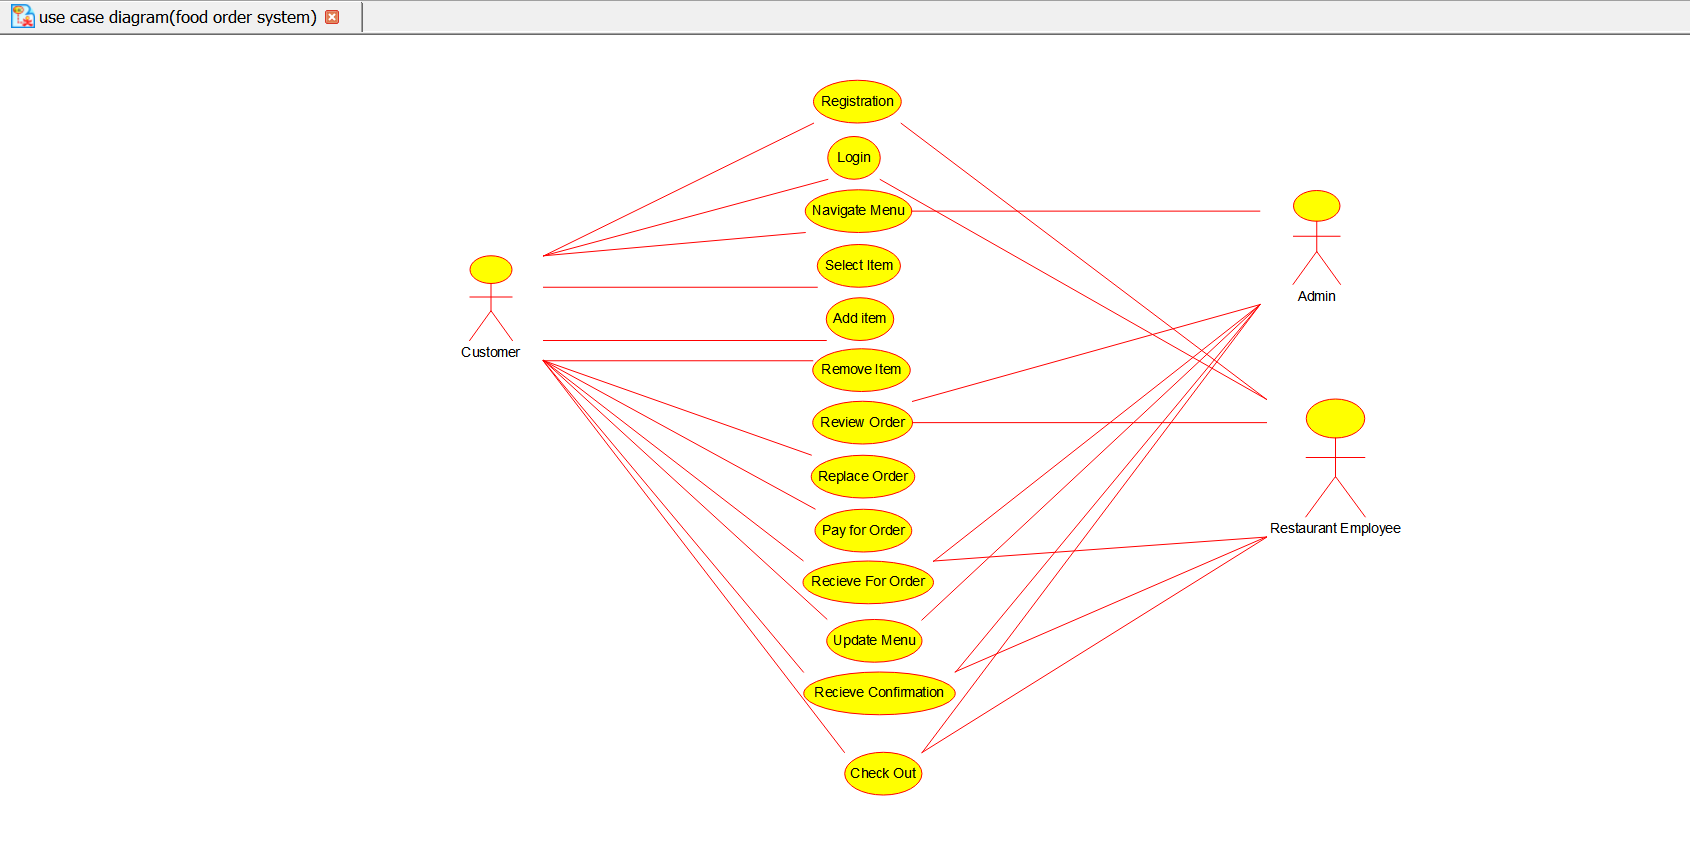 use case diagram(food order system)
Registration
Login
Navigate Menu
Select Item
Add item
Remove Item
Review Order
Replace Order
Pay for Order
Recieve For Order
Update Menu
Recieve Confirmation
Check Out
Customer
Admin
Restaurant Employee